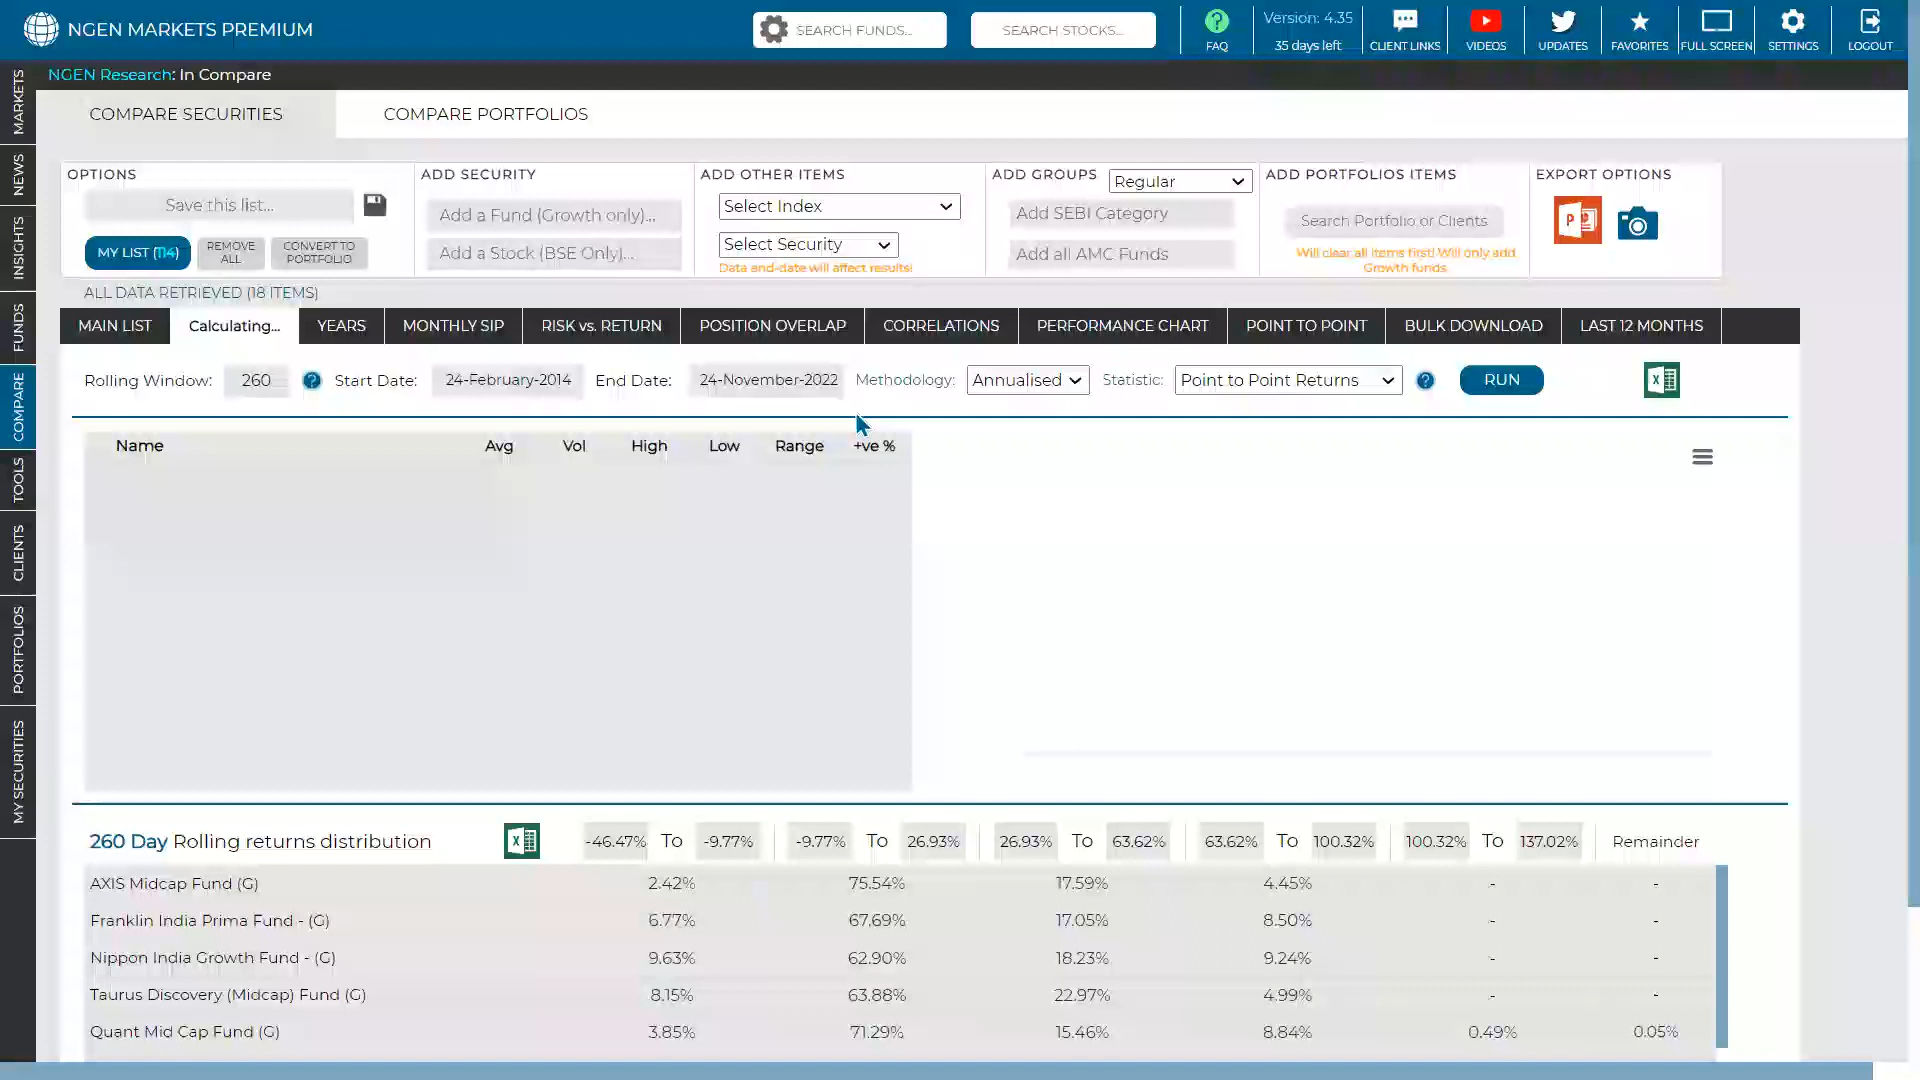 NGEN MARKETS PREMIUM
SEARCH FUNDS...
SEARCH STOCKS...
FAQ
Version: 4.35
35 days left
CLIENT LINKS
VIDEOS
UPDATES
FAVORITES
FULL SCREEN
SETTINGS
LOGOUT
NGEN Research: In Compare
MARKETS
NEWS
INSIGHTS
FUNDS
COMPARE
TOOLS
CLIENTS
PORTFOLIOS
MY SECURITIES
COMPARE SECURITIES
COMPARE PORTFOLIOS
OPTIONS
Save this list...
MY LIST (114)
REMOVE ALL
CONVERT TO PORTFOLIO
ADD SECURITY
Add a Fund (Growth only)...
Add a Stock (BSE Only)...
ADD OTHER ITEMS
Select Index
Select Security
Data end-date will affect results!
ADD GROUPS
Regular
Add SEBI Category
Add all AMC Funds
ADD PORTFOLIOS ITEMS
Search Portfolio or Clients
Will clear all items first! Will only add Growth funds
EXPORT OPTIONS
ALL DATA RETRIEVED (18 ITEMS)
MAIN LIST
Calculating...
YEARS
MONTHLY SIP
RISK vs. RETURN
POSITION OVERLAP
CORRELATIONS
PERFORMANCE CHART
POINT TO POINT
BULK DOWNLOAD
LAST 12 MONTHS
Rolling Window: 260 ? Start Date: 24-February-2014 End Date: 24-November-2022 Methodology: Annualised Statistic: Point to Point Returns ? RUN
Name Avg Vol High Low Range +ve %
260 Day Rolling returns distribution -46.47% To -9.77% -9.77% To 26.93% 26.93% To 63.62% 63.62% To 100.32% 100.32% To 137.02% Remainder
AXIS Midcap Fund (G) 2.42% 75.54% 17.59% 4.45% - -
Franklin India Prima Fund - (G) 6.77% 67.69% 17.05% 8.50% - -
Nippon India Growth Fund - (G) 9.63% 62.90% 18.23% 9.24% - -
Taurus Discovery (Midcap) Fund (G) 8.15% 63.88% 22.97% 4.99% - -
Quant Mid Cap Fund (G) 3.85% 71.29% 15.46% 8.84% 0.49% 0.05%